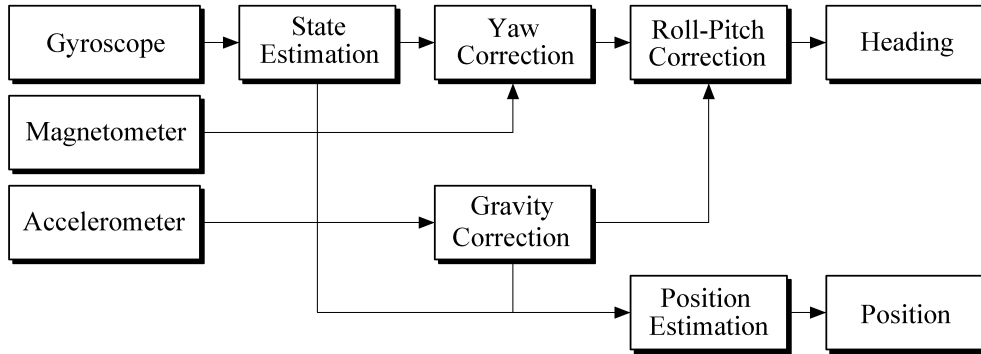 Gyroscope
State
Estimation
Yaw
Correction
Roll-Pitch
Correction
Heading
Magnetometer
Accelerometer
Gravity
Correction
Position
Estimation
Position